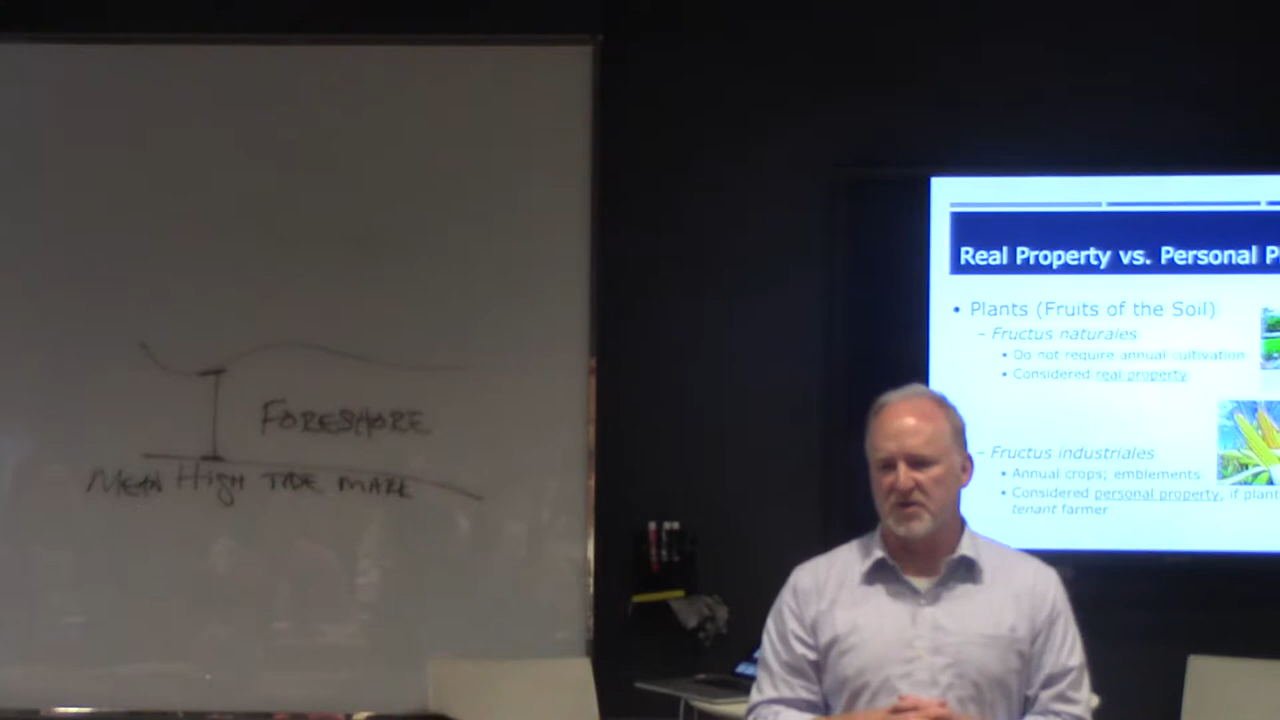 FORESHORE
MEAN HIGH TIDE MARK
Real Property vs. Personal P
• Plants (Fruits of the Soil)
– Fructus naturales
• Do not require annual cultivation
• Considered real property
– Fructus industriales
• Annual crops; emblements
• Considered personal property, if plant
tenant farmer